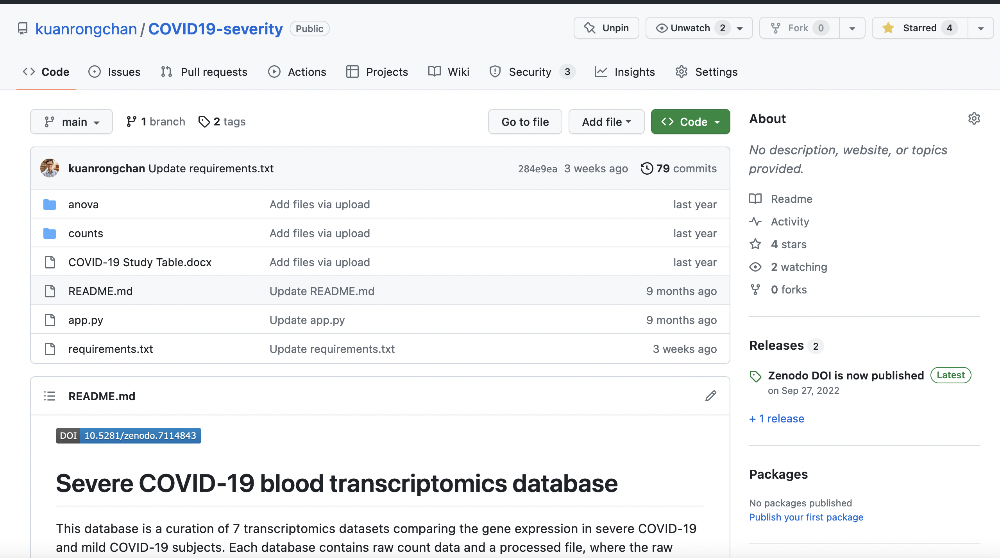 kuanrongchan / COVID19-severity Public Unpin Unwatch 2 Fork 0 Starred 4
Code Issues Pull requests Actions Projects Wiki Security 3 Insights Settings
main 1 branch 2 tags Go to file Add file Code
kuanrongchan Update requirements.txt 284e9ea 3 weeks ago 79 commits
anova Add files via upload last year
counts Add files via upload last year
COVID-19 Study Table.docx Add files via upload last year
README.md Update README.md 9 months ago
app.py Update app.py 9 months ago
requirements.txt Update requirements.txt 3 weeks ago
README.md
DOI 10.5281/zenodo.7114843
Severe COVID-19 blood transcriptomics database
This database is a curation of 7 transcriptomics datasets comparing the gene expression in severe COVID-19
and mild COVID-19 subjects. Each database contains raw count data and a processed file, where the raw
About
No description, website, or topics
provided.
Readme
Activity
4 stars
2 watching
0 forks
Releases 2
Zenodo DOI is now published Latest
on Sep 27, 2022
+ 1 release
Packages
No packages published
Publish your first package